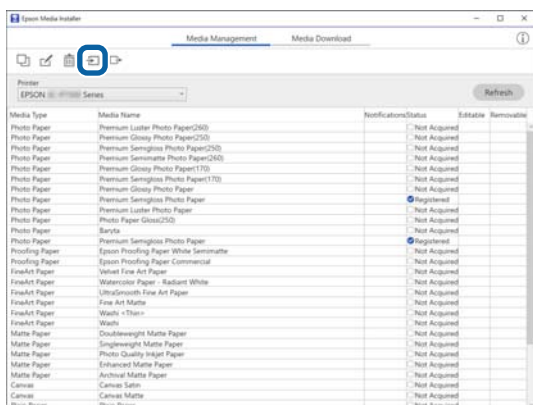 Epson Media Installer
Media Management Media Download
Printer
EPSON Series
Refresh
Media Type Media Name Notifications Status Editable Removable
Photo Paper Premium Luster Photo Paper(260) Not Acquired
Photo Paper Premium Glossy Photo Paper(250) Not Acquired
Photo Paper Premium Semigloss Photo Paper(250) Not Acquired
Photo Paper Premium Semimatte Photo Paper(260) Not Acquired
Photo Paper Premium Glossy Photo Paper(170) Not Acquired
Photo Paper Premium Semigloss Photo Paper(170) Not Acquired
Photo Paper Premium Glossy Photo Paper Not Acquired
Photo Paper Premium Semigloss Photo Paper Registered
Photo Paper Premium Luster Photo Paper Not Acquired
Photo Paper Photo Paper Gloss(250) Not Acquired
Photo Paper Baryta Not Acquired
Photo Paper Premium Semigloss Photo Paper Registered
Proofing Paper Epson Proofing Paper White Semimatte Not Acquired
Proofing Paper Epson Proofing Paper Commercial Not Acquired
FineArt Paper Velvet Fine Art Paper Not Acquired
FineArt Paper Watercolor Paper - Radiant White Not Acquired
FineArt Paper UltraSmooth Fine Art Paper Not Acquired
FineArt Paper Fine Art Matte Not Acquired
FineArt Paper Washi <Thin> Not Acquired
FineArt Paper Washi Not Acquired
Matte Paper Doubleweight Matte Paper Not Acquired
Matte Paper Singleweight Matte Paper Not Acquired
Matte Paper Photo Quality Inkjet Paper Not Acquired
Matte Paper Enhanced Matte Paper Not Acquired
Matte Paper Archival Matte Paper Not Acquired
Canvas Canvas Satin Not Acquired
Canvas Canvas Matte Not Acquired